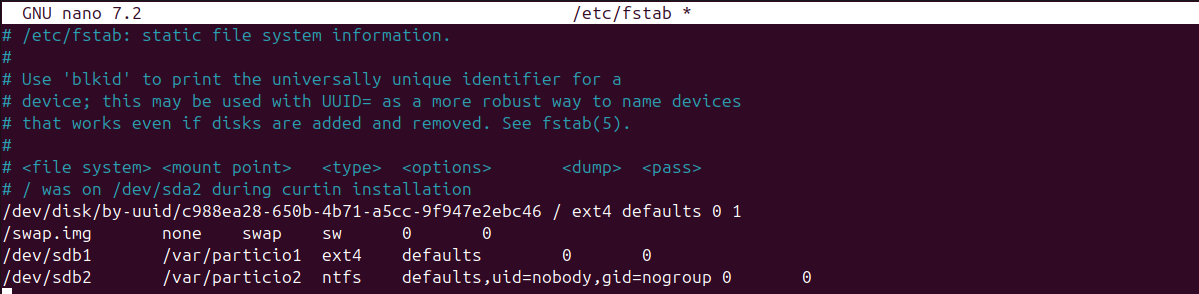 GNU nano 7.2 /etc/fstab *
# /etc/fstab: static file system information.
#
# Use 'blkid' to print the universally unique identifier for a
# device; this may be used with UUID= as a more robust way to name devices
# that works even if disks are added and removed. See fstab(5).
#
# <file system> <mount point>   <type>  <options>       <dump>  <pass>
# / was on /dev/sda2 during curtin installation
/dev/disk/by-uuid/c988ea28-650b-4b71-a5cc-9f947e2ebc46 / ext4 defaults 0 1
/swap.img       none    swap    sw      0       0
/dev/sdb1       /var/particio1  ext4    defaults        0       0
/dev/sdb2       /var/particio2  ntfs    defaults,uid=nobody,gid=nogroup 0       0